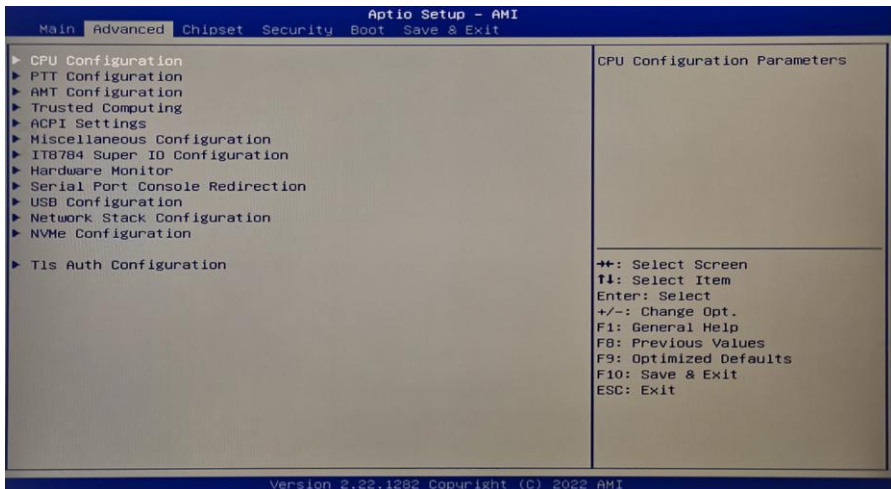 Aptio Setup - AMI
Main Advanced Chipset Security Boot Save & Exit
▶ CPU Configuration
▶ PTT Configuration
▶ AMT Configuration
▶ Trusted Computing
▶ ACPI Settings
▶ Miscellaneous Configuration
▶ IT8784 Super IO Configuration
▶ Hardware Monitor
▶ Serial Port Console Redirection
▶ USB Configuration
▶ Network Stack Configuration
▶ NVMe Configuration
▶ Tls Auth Configuration
CPU Configuration Parameters
→←: Select Screen
↑↓: Select Item
Enter: Select
+/-: Change Opt.
F1: General Help
F8: Previous Values
F9: Optimized Defaults
F10: Save & Exit
ESC: Exit
Version 2.22.1282 Copyright (C) 2022 AMI